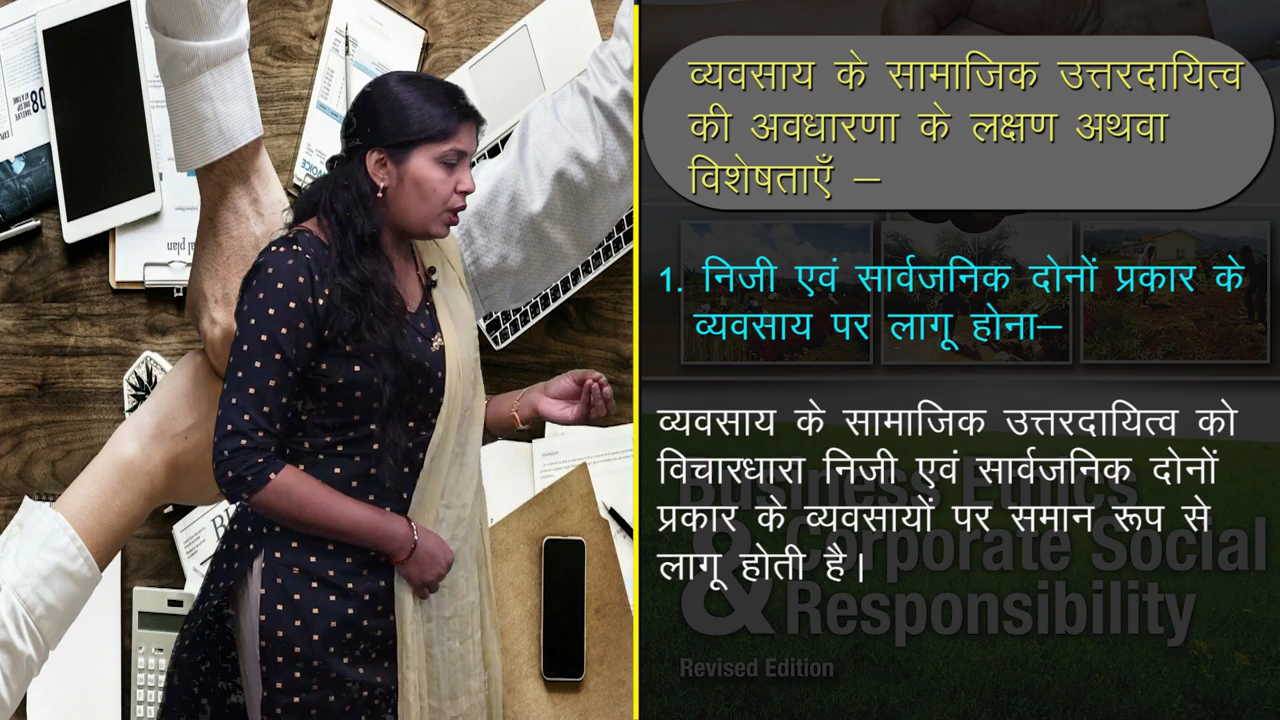 व्यवसाय के सामाजिक उत्तरदायित्व
की अवधारणा के लक्षण अथवा
विशेषताएँ –
1. निजी एवं सार्वजनिक दोनों प्रकार के
व्यवसाय पर लागू होना–
व्यवसाय के सामाजिक उत्तरदायित्व को
विचारधारा निजी एवं सार्वजनिक दोनों
प्रकार के व्यवसायों पर समान रूप से
लागू होती है।
Business Ethics
& Corporate Social
Responsibility
Revised Edition
INVOICE